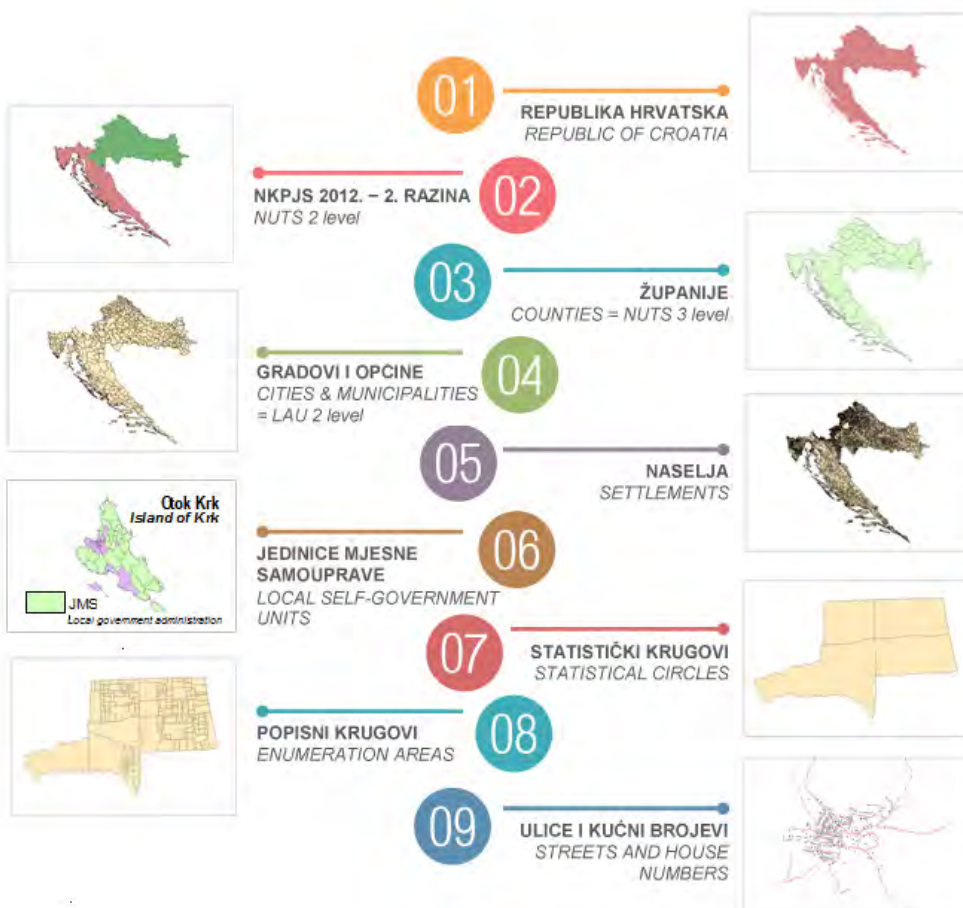 01
REPUBLIKA HRVATSKA
REPUBLIC OF CROATIA
NKPJS 2012. – 2. RAZINA
NUTS 2 level
02
03
ŽUPANIJE
COUNTIES = NUTS 3 level
GRADOVI I OPCINE
CITIES & MUNICIPALITIES
= LAU 2 level
04
05
NASELJA
SETTLEMENTS
Otok Krk
Island of Krk
JMS
Local government administration
JEDINICE MJESNE
SAMOUPRAVE
LOCAL SELF-GOVERNMENT
UNITS
06
07
STATISTIČKI KRUGOVI
STATISTICAL CIRCLES
POPISNI KRUGOVI
ENUMERATION AREAS
08
09
ULICE I KUĆNI BROJEVI
STREETS AND HOUSE
NUMBERS